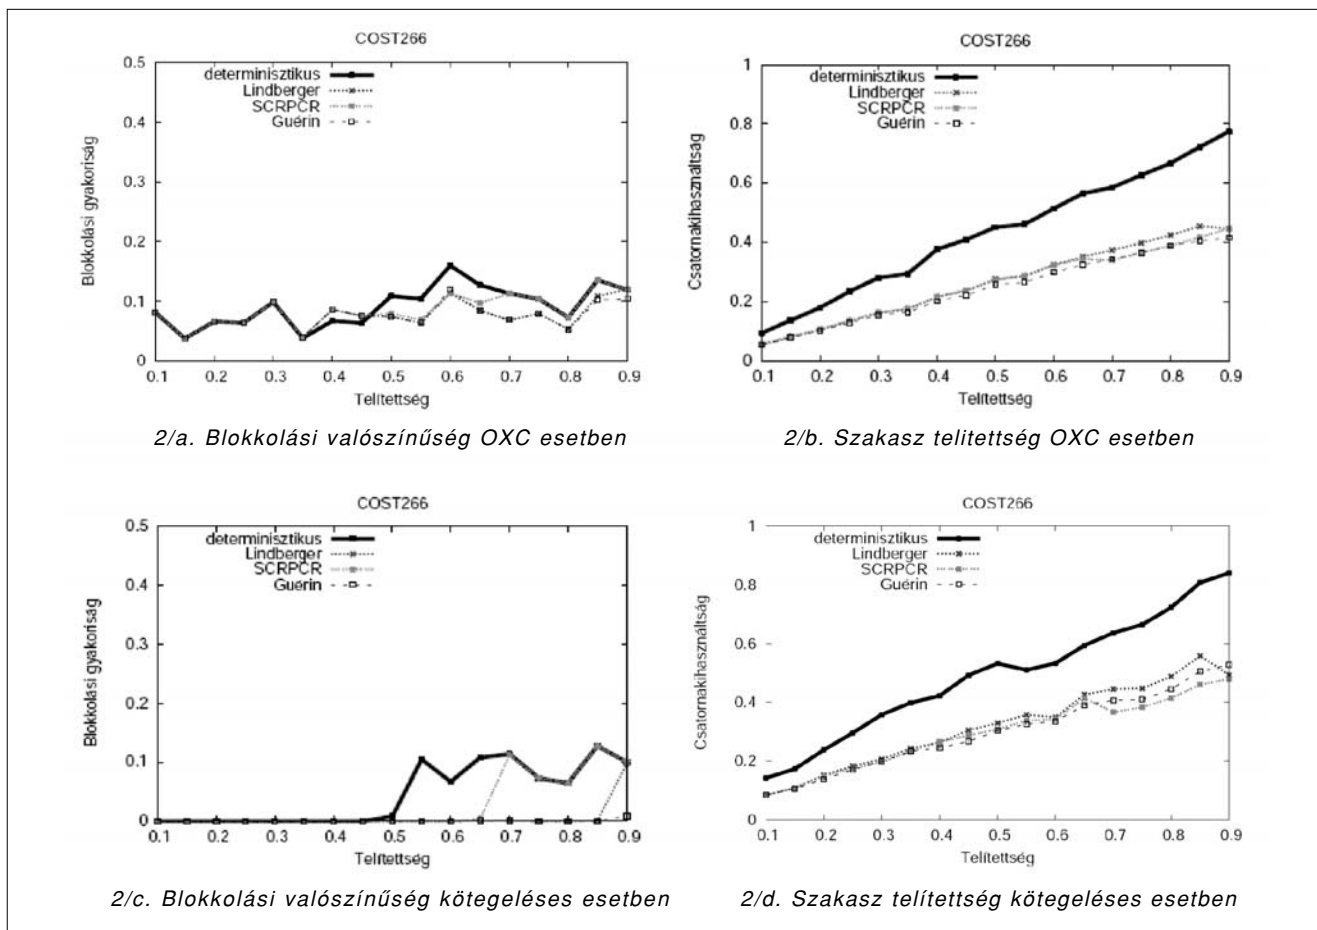 COST266
0.5
0.4
0.3
0.2
0.1
0
Blokkolási gyakoriság
determinisztikus
Lindberger
SCRPCR
Guérin
0.1 0.2 0.3 0.4 0.5 0.6 0.7 0.8 0.9
Telítettség
2/a. Blokkolási valószínűség OXC esetben
COST266
1
0.8
0.6
0.4
0.2
0
Csatornakihasználtság
determinisztikus
Lindberger
SCRPCR
Guérin
0.1 0.2 0.3 0.4 0.5 0.6 0.7 0.8 0.9
Telítettség
2/b. Szakasz telitettség OXC esetben
COST266
0.5
0.4
0.3
0.2
0.1
0
Blokkolási gyakoriság
determinisztikus
Lindberger
SCRPCR
Guérin
0.1 0.2 0.3 0.4 0.5 0.6 0.7 0.8 0.9
Telítettség
2/c. Blokkolási valószínűség kötegeléses esetben
COST266
1
0.8
0.6
0.4
0.2
0
Csatornakihasználtság
determinisztikus
Lindberger
SCRPCR
Guérin
0.1 0.2 0.3 0.4 0.5 0.6 0.7 0.8 0.9
Telítettség
2/d. Szakasz telítettség kötegeléses esetben